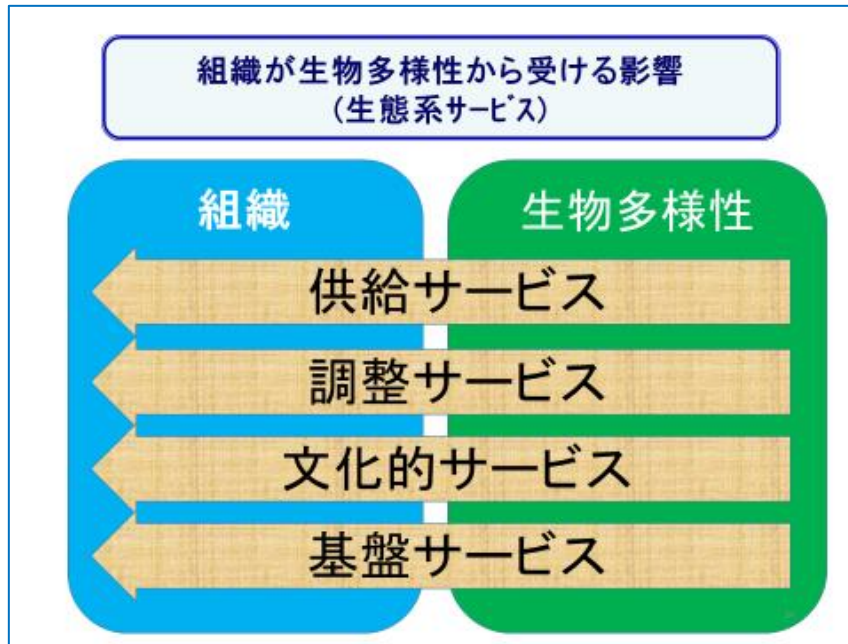 組織が生物多様性から受ける影響
(生態系サービス)
組織
生物多様性
供給サービス
調整サービス
文化的サービス
基盤サービス